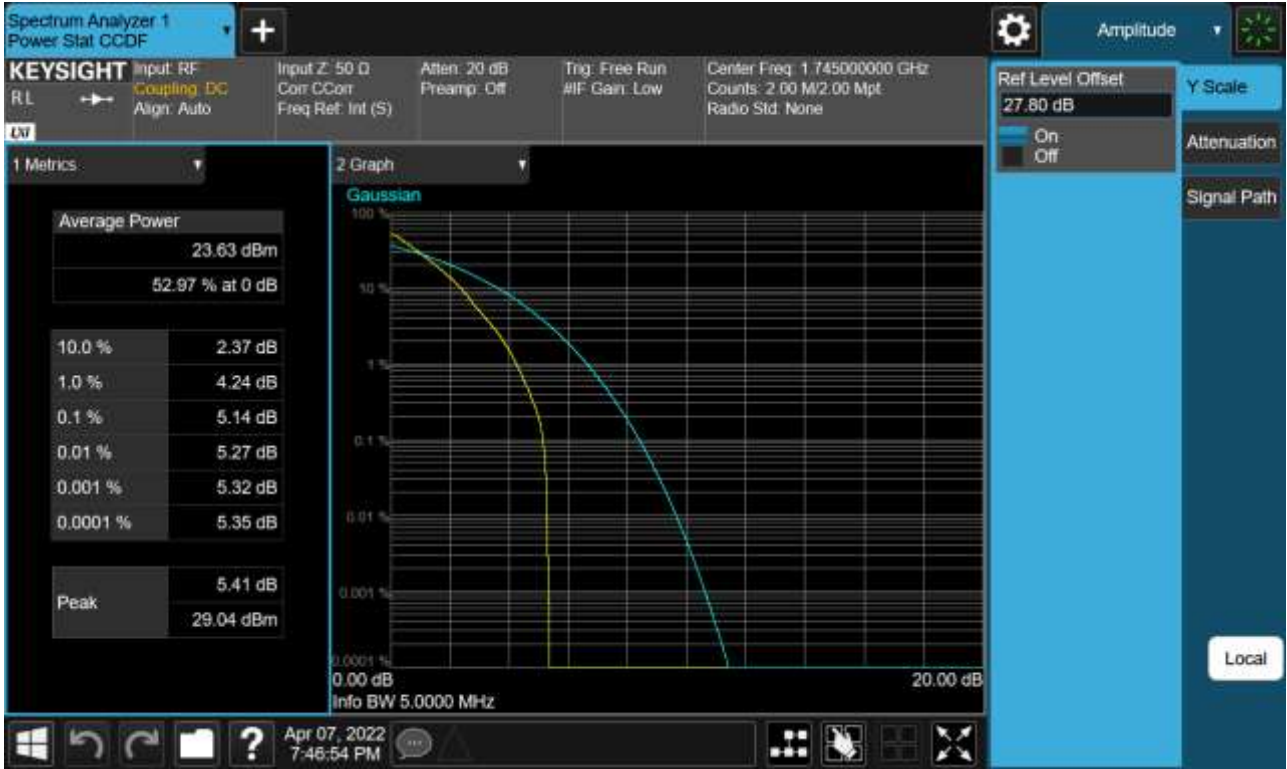 Spectrum Analyzer 1
Power Stat CCDF
+
Amplitude
KEYSIGHT
RL
LXI
Input: RF
Coupling: DC
Align: Auto
Input Z: 50 Ω
Corr CCorr
Freq Ref: Int (S)
Atten: 20 dB
Preamp: Off
Trig: Free Run
#IF Gain: Low
Center Freq: 1.745000000 GHz
Counts: 2.00 M/2.00 Mpt
Radio Std: None
Ref Level Offset
27.80 dB
On
Off
Y Scale
Attenuation
Signal Path
1 Metrics
Average Power
23.63 dBm
52.97 % at 0 dB
10.0 % 2.37 dB
1.0 % 4.24 dB
0.1 % 5.14 dB
0.01 % 5.27 dB
0.001 % 5.32 dB
0.0001 % 5.35 dB
Peak
5.41 dB
29.04 dBm
2 Graph
Gaussian
100 %
10 %
1 %
0.1 %
0.01 %
0.001 %
0.0001 %
0.00 dB 20.00 dB
Info BW 5.0000 MHz
Local
?
Apr 07, 2022
7:46:54 PM